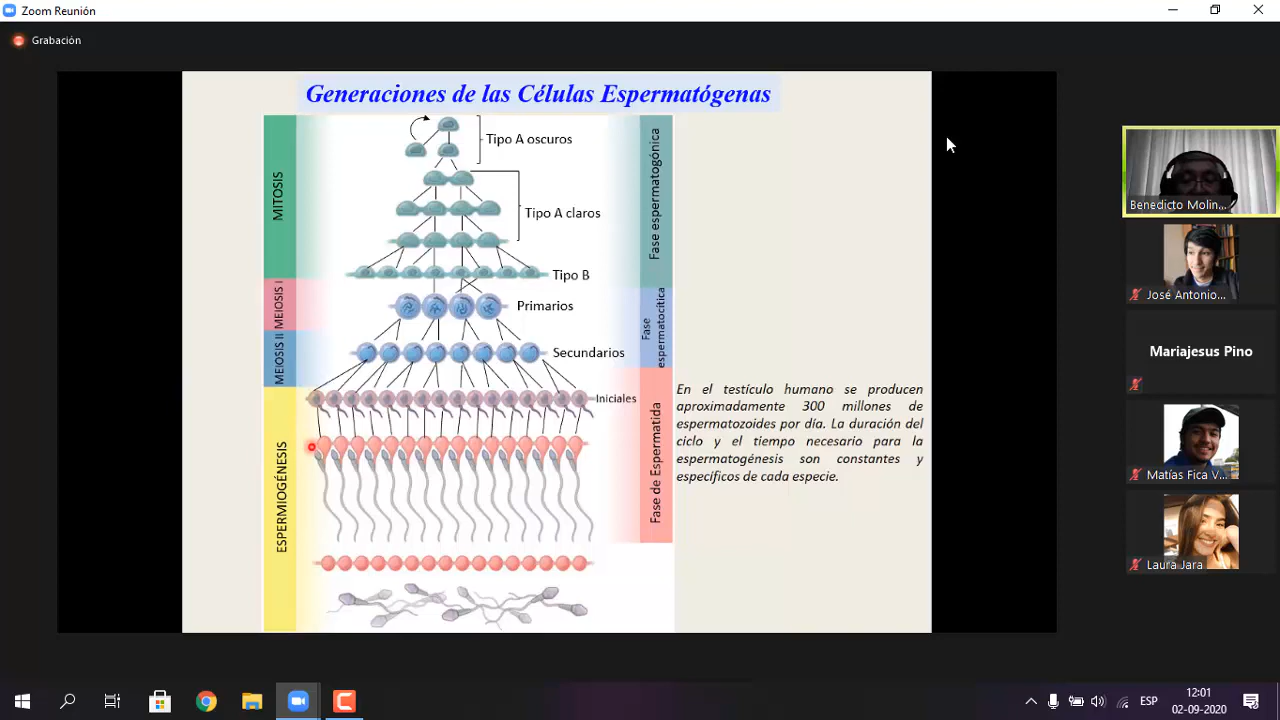 Zoom Reunión
Grabación
Generaciones de las Células Espermatógenas
MITOSIS
MEIOSIS I
MEIOSIS II
ESPERMIOGÉNESIS
Tipo A oscuros
Tipo A claros
Tipo B
Primarios
Secundarios
Iniciales
Fase espermatogónica
Fase
espermatocítica
Fase de Espermatida
En el testículo humano se producen
aproximadamente 300 millones de
espermatozoides por día. La duración del
ciclo y el tiempo necesario para la
espermatogénesis son constantes y
específicos de cada especie.
Benedicto Molin...
José Antonio...
Mariajesus Pino
Matías Fica V...
Laura Jara
ESP
12:01
02-09-2020